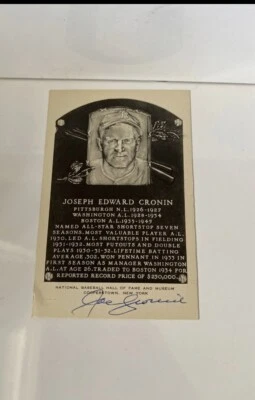 JOSEPH EDWARD CRONIN
PITTSBURGH N.L. 1926-1927
WASHINGTON A.L. 1928-1934
BOSTON A.L. 1935-1945
NAMED ALL-STAR SHORTSTOP SEVEN
SEASONS. MOST VALUABLE PLAYER A.L.
1930. LED A.L. SHORTSTOPS IN FIELDING
1931-1932. MOST PUTOUTS AND DOUBLE
PLAYS 1930-31-32. LIFETIME BATTING
AVERAGE .302. WON PENNANT IN 1933 IN
FIRST SEASON AS MANAGER WASHINGTON
A.L. AT AGE 26. TRADED TO BOSTON 1934 FOR
REPORTED RECORD PRICE OF $250,000.
NATIONAL BASEBALL HALL OF FAME AND MUSEUM
COOPERSTOWN, NEW YORK
Joe Cronin